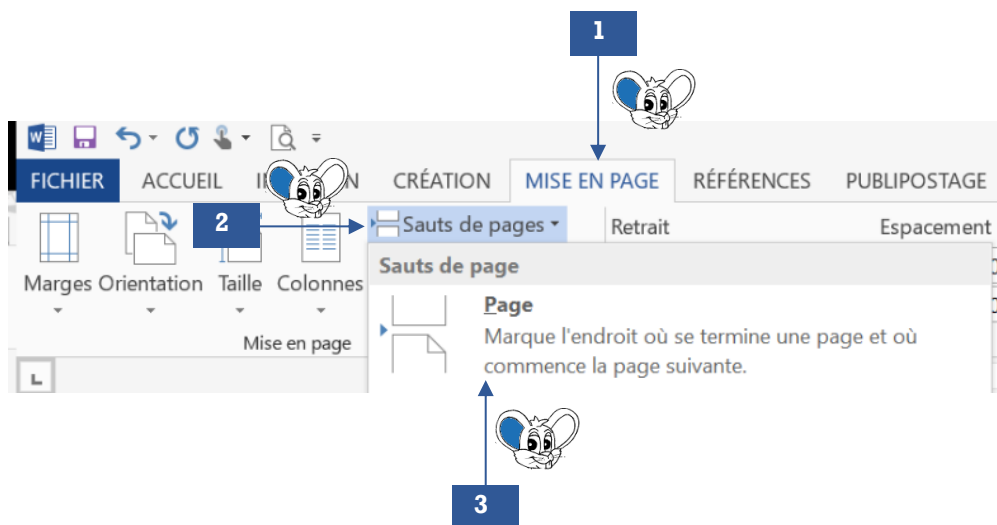 1
FICHIER ACCUEIL CRÉATION MISE EN PAGE RÉFÉRENCES PUBLIPOSTAGE
2
Sauts de pages
Retrait
Espacement
Marges Orientation Taille Colonnes
Mise en page
Sauts de page
Page
Marque l'endroit où se termine une page et où
commence la page suivante.
3